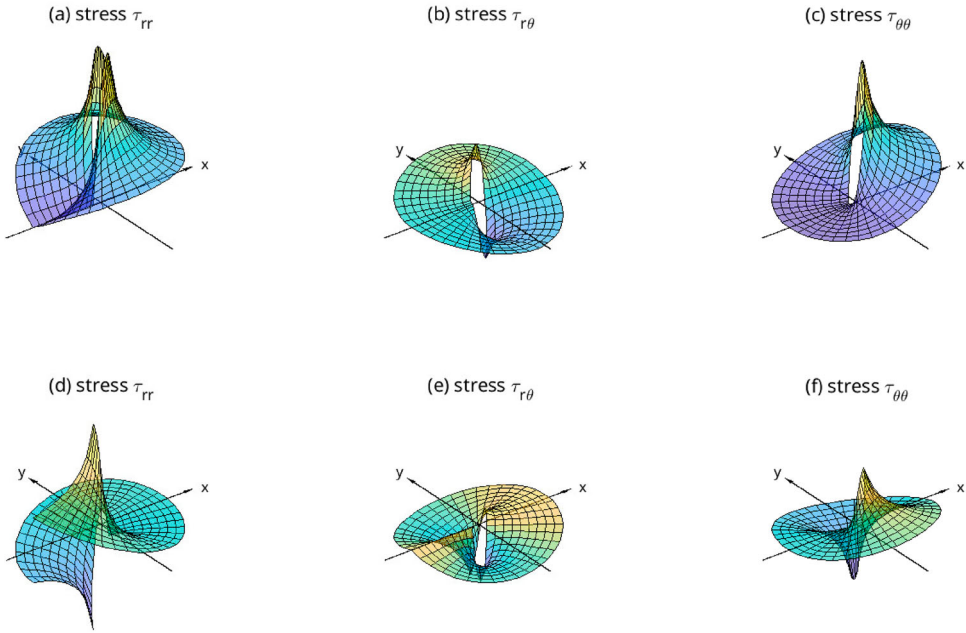 (a) stress τrr
(b) stress τrθ
(c) stress τθθ
y
x
y
x
y
x
(d) stress τrr
(e) stress τrθ
(f) stress τθθ
y
x
y
x
y
x